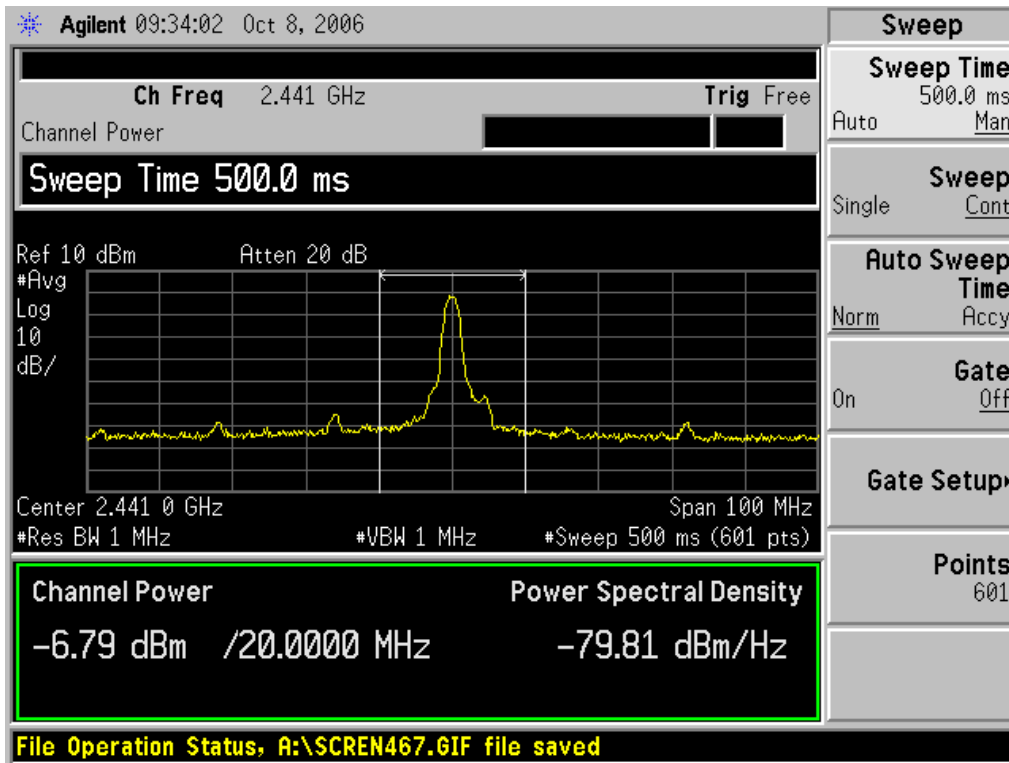 Agilent 09:34:02 Oct 8, 2006
Ch Freq 2.441 GHz Trig Free
Channel Power
Sweep Time 500.0 ms
Ref 10 dBm Atten 20 dB
#Avg
Log
10
dB/
Center 2.441 0 GHz Span 100 MHz
#Res BW 1 MHz #VBW 1 MHz #Sweep 500 ms (601 pts)
Channel Power Power Spectral Density
-6.79 dBm /20.0000 MHz -79.81 dBm/Hz
File Operation Status, A:\SCREN467.GIF file saved
Sweep
Sweep Time
500.0 ms
Auto Man
Sweep
Single Cont
Auto Sweep
Time
Norm Accy
Gate
On Off
Gate Setup
Points
601